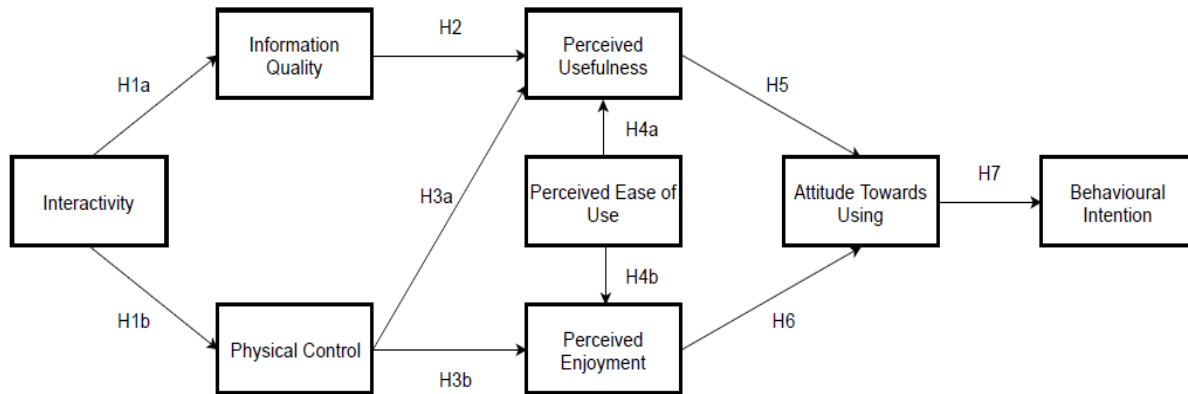 H2
Information
Quality
Perceived
Usefulness
H1a
H5
H4a
H7
Interactivity
H3a
Perceived Ease of
Use
Attitude Towards
Using
Behavioural
Intention
H4b
H1b
H6
Physical Control
Perceived
Enjoyment
H3b